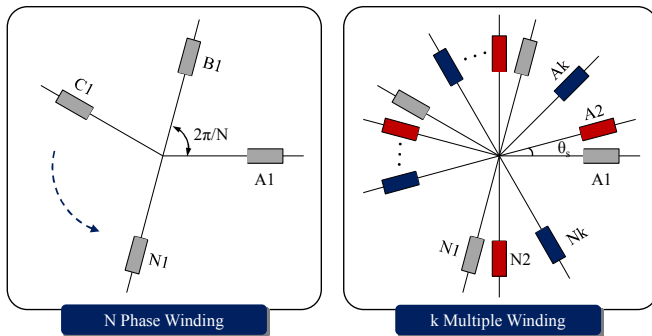 B1
C1
2π/N
A1
N1
N Phase Winding
Ak
A2
θs
A1
N1
N2
Nk
k Multiple Winding